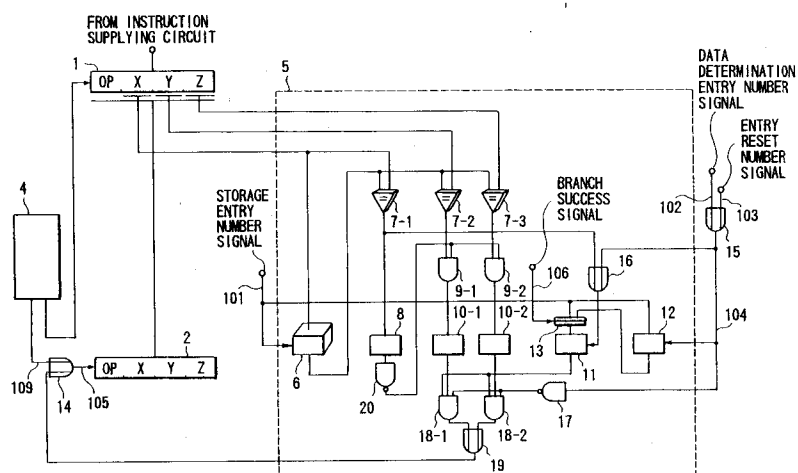 FROM INSTRUCTION
SUPPLYING CIRCUIT
1
OP X Y Z
5
DATA
DETERMINATION
ENTRY NUMBER
SIGNAL
ENTRY
RESET
NUMBER
SIGNAL
4
STORAGE
ENTRY
NUMBER
SIGNAL
7-1
7-2
7-3
BRANCH
SUCCESS
SIGNAL
102
103
15
16
101
9-1
9-2
106
8
10-1
10-2
13
12
104
6
11
2
OP X Y Z
109
14
105
20
18-1
18-2
17
19